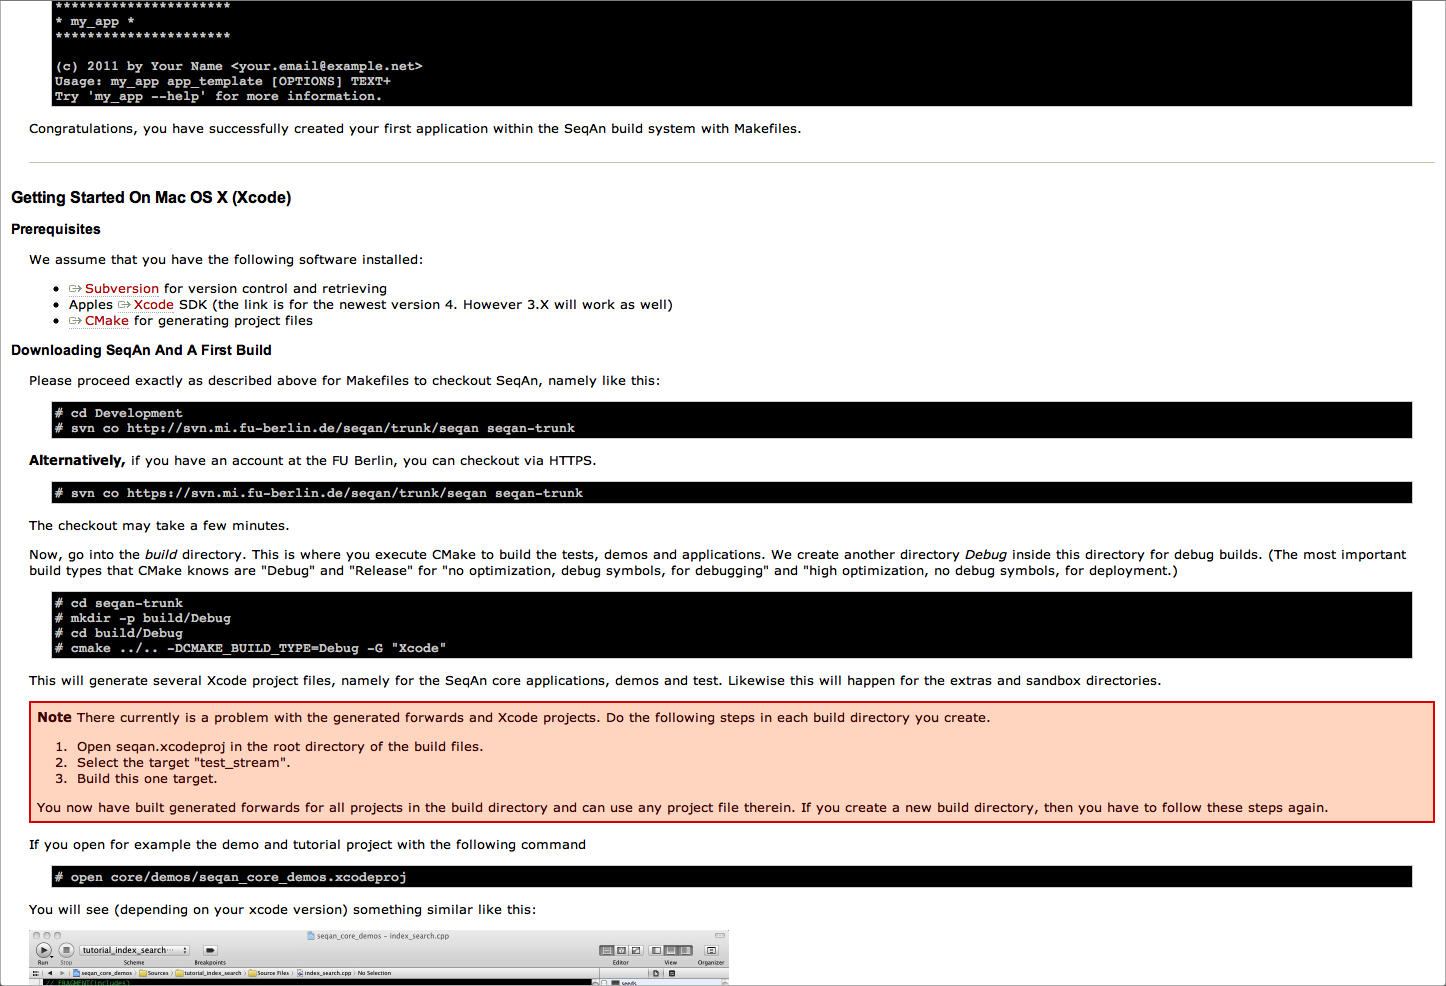 ***********************
* my_app *
***********************
(c) 2011 by Your Name <your.email@example.net>
Usage: my_app app_template [OPTIONS] TEXT+
Try 'my_app --help' for more information.
Congratulations, you have successfully created your first application within the SeqAn build system with Makefiles.
Getting Started On Mac OS X (Xcode)
Prerequisites
We assume that you have the following software installed:
• Subversion for version control and retrieving
• Apples Xcode SDK (the link is for the newest version 4. However 3.X will work as well)
• CMake for generating project files
Downloading SeqAn And A First Build
Please proceed exactly as described above for Makefiles to checkout SeqAn, namely like this:
# cd Development
# svn co http://svn.mi.fu-berlin.de/seqan/trunk/seqan seqan-trunk
Alternatively, if you have an account at the FU Berlin, you can checkout via HTTPS.
# svn co https://svn.mi.fu-berlin.de/seqan/trunk/seqan seqan-trunk
The checkout may take a few minutes.
Now, go into the build directory. This is where you execute CMake to build the tests, demos and applications. We create another directory Debug inside this directory for debug builds. (The most important
build types that CMake knows are "Debug" and "Release" for "no optimization, debug symbols, for debugging" and "high optimization, no debug symbols, for deployment.)
# cd seqan-trunk
# mkdir -p build/Debug
# cd build/Debug
# cmake ../.. -DCMAKE_BUILD_TYPE=Debug -G "Xcode"
This will generate several Xcode project files, namely for the SeqAn core applications, demos and test. Likewise this will happen for the extras and sandbox directories.
Note There currently is a problem with the generated forwards and Xcode projects. Do the following steps in each build directory you create.
1. Open seqan.xcodeproj in the root directory of the build files.
2. Select the target "test_stream".
3. Build this one target.
You now have built generated forwards for all projects in the build directory and can use any project file therein. If you create a new build directory, then you have to follow these steps again.
If you open for example the demo and tutorial project with the following command
# open core/demos/seqan_core_demos.xcodeproj
You will see (depending on your xcode version) something similar like this:
seqan_core_demos – index_search.cpp
tutorial_index_search···
Run Stop Scheme Breakpoints Editor View Organizer
seqan_core_demos Sources tutorial_index_search Source Files index_search.cpp No Selection
// FRAGMENT(includes)
seeds